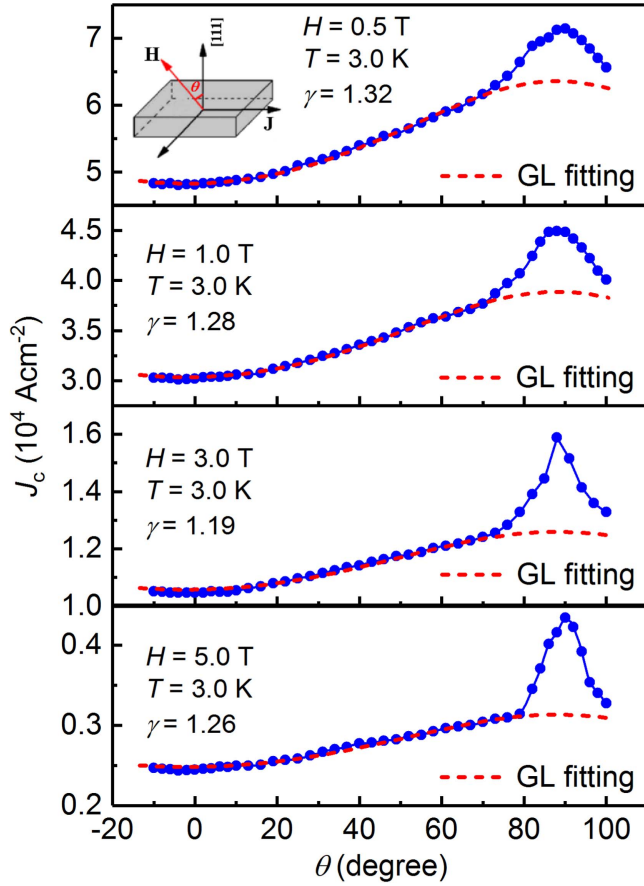 7
6
5
H
θ
[111]
J
H = 0.5 T
T = 3.0 K
γ = 1.32
GL fitting
4.5
4.0
3.5
3.0
H = 1.0 T
T = 3.0 K
γ = 1.28
GL fitting
1.6
1.4
1.2
1.0
H = 3.0 T
T = 3.0 K
γ = 1.19
GL fitting
0.4
0.3
0.2
H = 5.0 T
T = 3.0 K
γ = 1.26
GL fitting
Jc (10⁴ Acm⁻²)
-20 0 20 40 60 80 100
θ (degree)